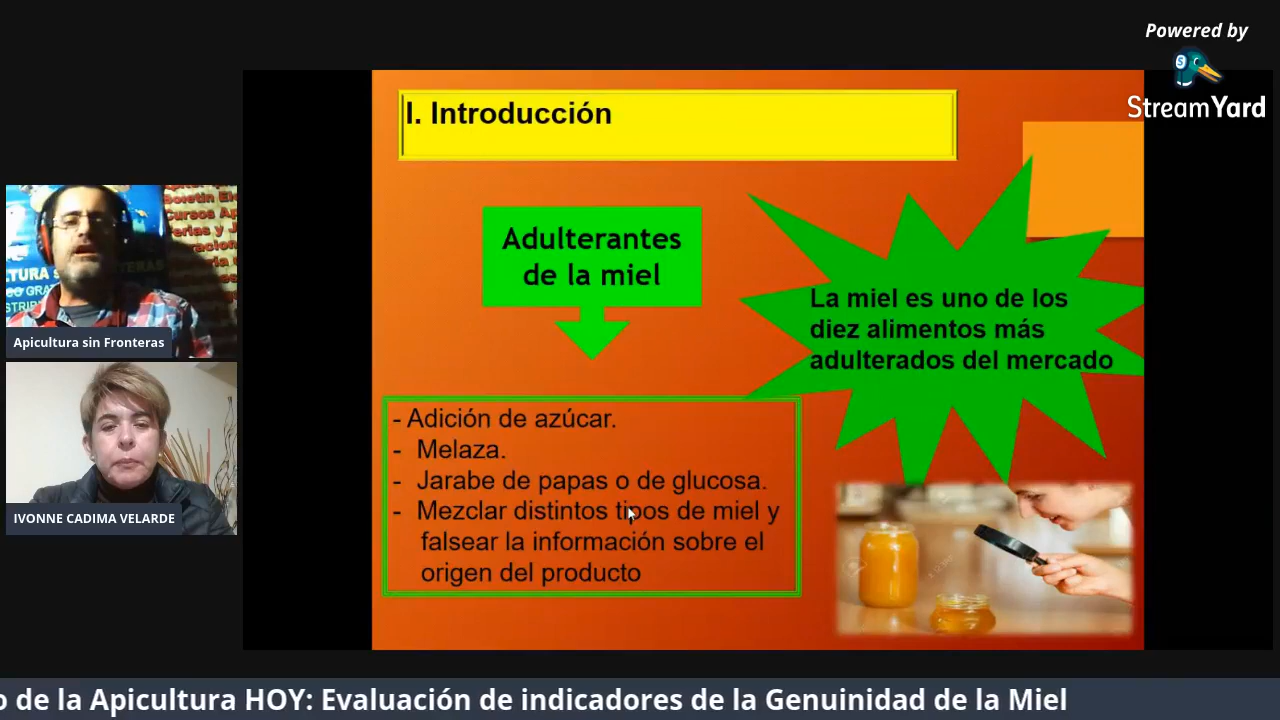 Powered by
StreamYard
I. Introducción
Adulterantes
de la miel
La miel es uno de los
diez alimentos más
adulterados del mercado
- Adición de azúcar.
- Melaza.
- Jarabe de papas o de glucosa.
- Mezclar distintos tipos de miel y
falsear la información sobre el
origen del producto
Apicultura sin Fronteras
IVONNE CADIMA VELARDE
o de la Apicultura HOY: Evaluación de indicadores de la Genuinidad de la Miel